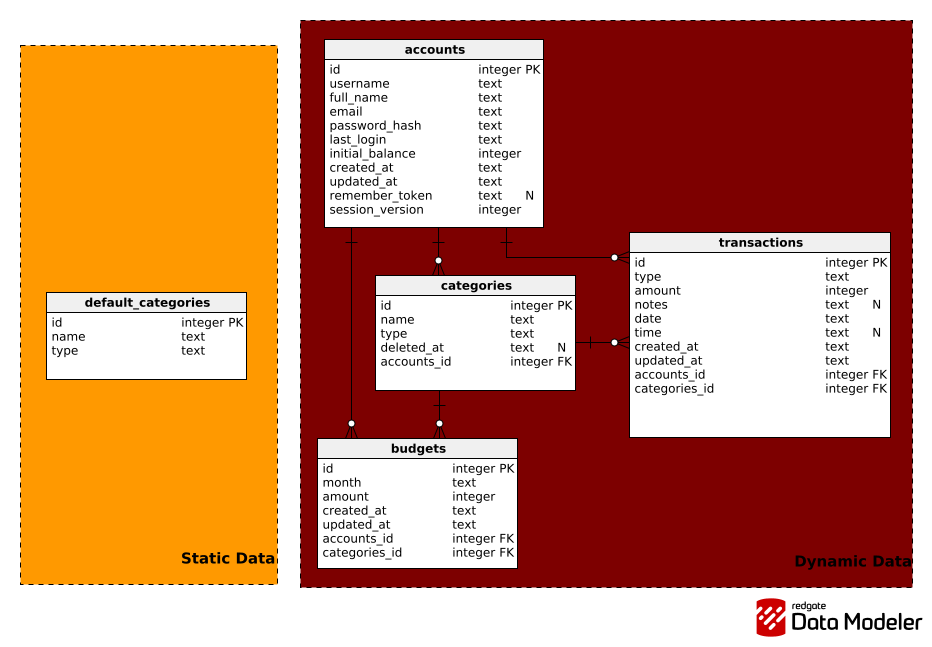 accounts
id integer PK
username text
full_name text
email text
password_hash text
last_login text
initial_balance integer
created_at text
updated_at text
remember_token text N
session_version integer
transactions
id integer PK
type text
amount integer
notes text N
date text
time text N
created_at text
updated_at text
accounts_id integer FK
categories_id integer FK
categories
id integer PK
name text
type text
deleted_at text N
accounts_id integer FK
default_categories
id integer PK
name text
type text
budgets
id integer PK
month text
amount integer
created_at text
updated_at text
accounts_id integer FK
categories_id integer FK
Static Data
Dynamic Data
redgate
Data Modeler